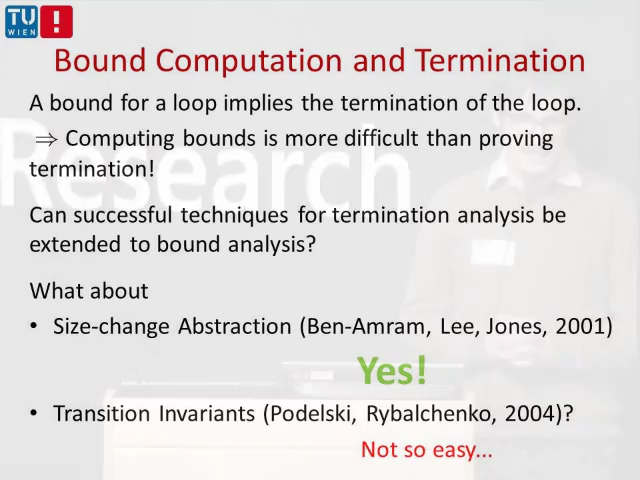 TU
WIEN
!
Bound Computation and Termination
A bound for a loop implies the termination of the loop.
⇒ Computing bounds is more difficult than proving
termination!
Research
Can successful techniques for termination analysis be
extended to bound analysis?
What about
• Size-change Abstraction (Ben-Amram, Lee, Jones, 2001)
Yes!
• Transition Invariants (Podelski, Rybalchenko, 2004)?
Not so easy...